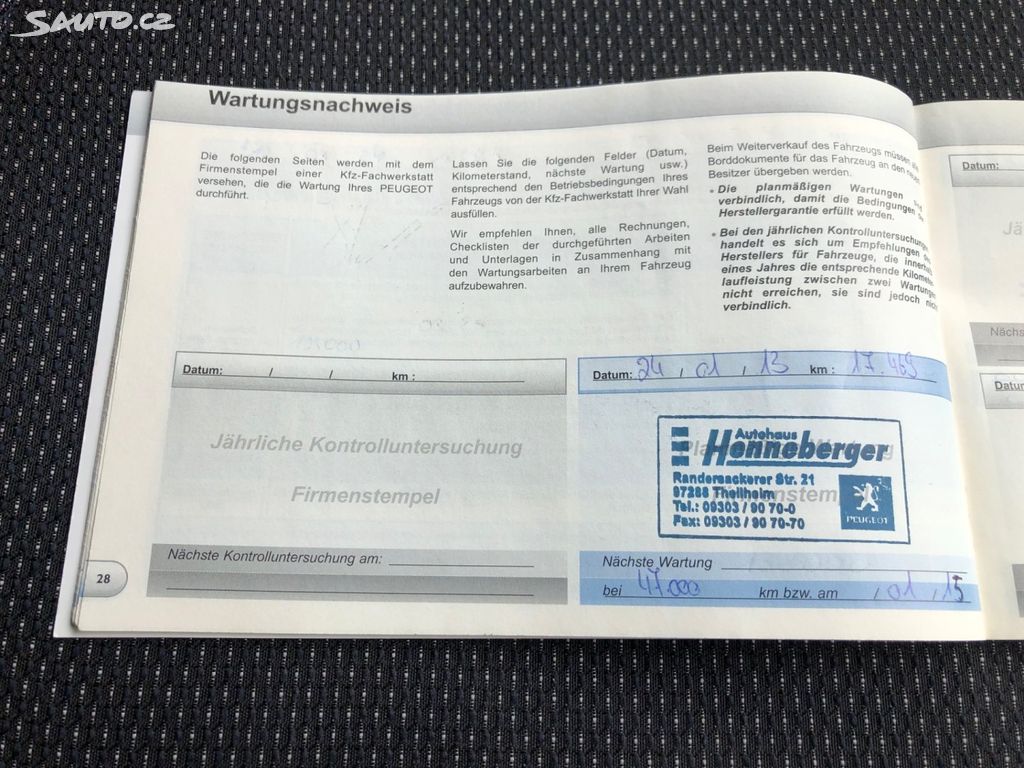 SAUTO.CZ
Wartungsnachweis
Die folgenden Seiten werden mit dem
Firmenstempel einer Kfz-Fachwerkstatt
versehen, die die Wartung Ihres PEUGEOT
durchführt.
Lassen Sie die folgenden Felder (Datum,
Kilometerstand, nächste Wartung usw.)
entsprechend den Betriebsbedingungen Ihres
Fahrzeugs von der Kfz-Fachwerkstatt Ihrer Wahl
ausfüllen.
Wir empfehlen Ihnen, alle Rechnungen,
Checklisten der durchgeführten Arbeiten
und Unterlagen in Zusammenhang mit
den Wartungsarbeiten an Ihrem Fahrzeug
aufzubewahren.
Beim Weiterverkauf des Fahrzeugs müssen
Borddokumente für das Fahrzeug an den
Besitzer übergeben werden.
• Die planmäßigen Wartungen
verbindlich, damit die Bedingungen
Herstellergarantie erfüllt werden.
• Bei den jährlichen Kontrolluntersuchung
handelt es sich um Empfehlungen
Herstellers für Fahrzeuge, die
eines Jahres die entsprechende
laufleistung zwischen zwei
nicht erreichen, sie sind jedoch
verbindlich.
Datum: / / km :
Jährliche Kontrolluntersuchung
Firmenstempel
Nächste Kontrolluntersuchung am:
Datum: 24 / 01 / 13 km : 17.469
Autohaus
Henneberger
Randersackerer Str. 21
97288 Theilheim
Tel.: 09303 / 90 70-0
Fax: 09303 / 90 70-70
PEUGEOT
Nächste Wartung
bei 47.000 km bzw. am / 01 / 15
28
Datum:
Jä
Nächs
Datu